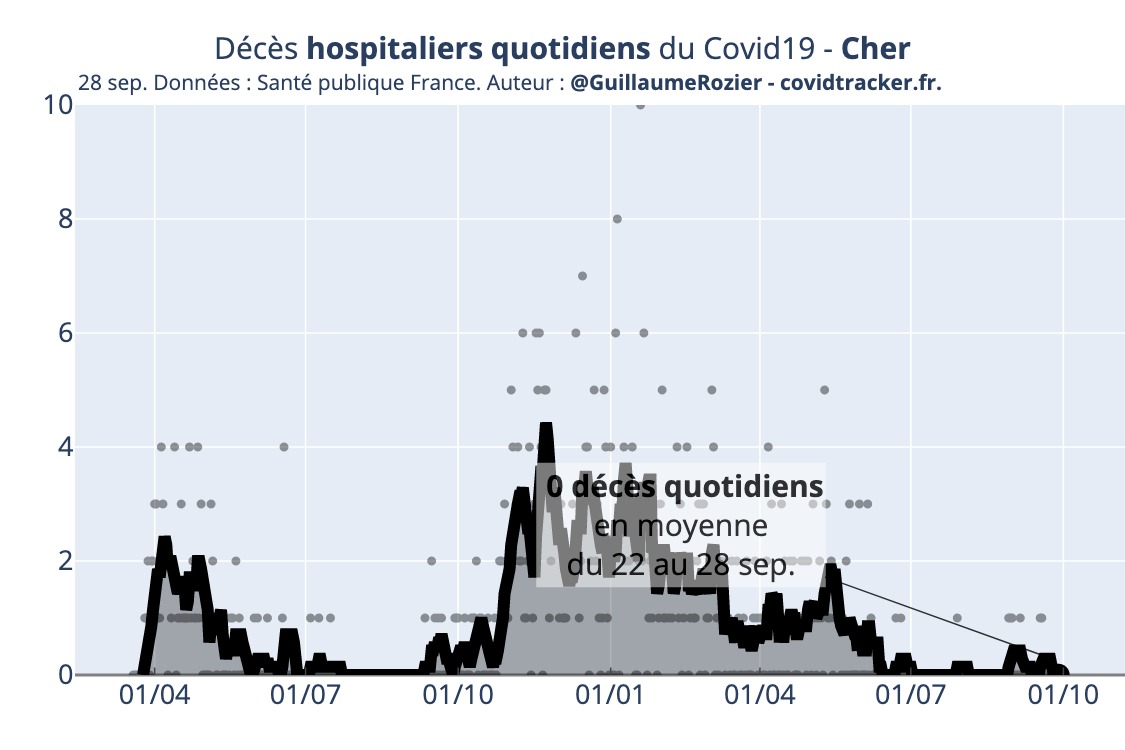 Décès hospitaliers quotidiens du Covid19 - Cher
28 sep. Données : Santé publique France. Auteur : @GuillaumeRozier - covidtracker.fr.
10
8
6
4
2
0
0 décès quotidiens
en moyenne
du 22 au 28 sep.
01/04 01/07 01/10 01/01 01/04 01/07 01/10